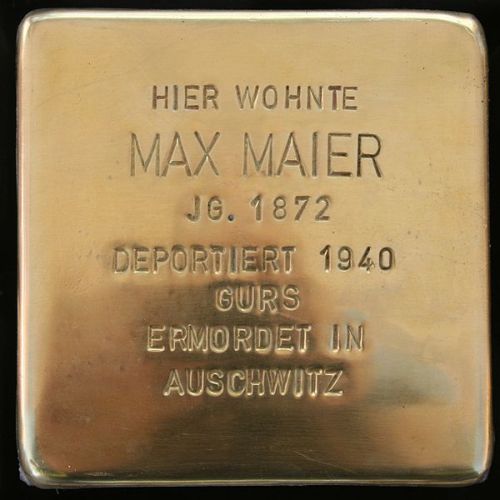 HIER WOHNTE
MAX MAIER
JG. 1872
DEPORTIERT 1940
GURS
ERMORDET IN
AUSCHWITZ